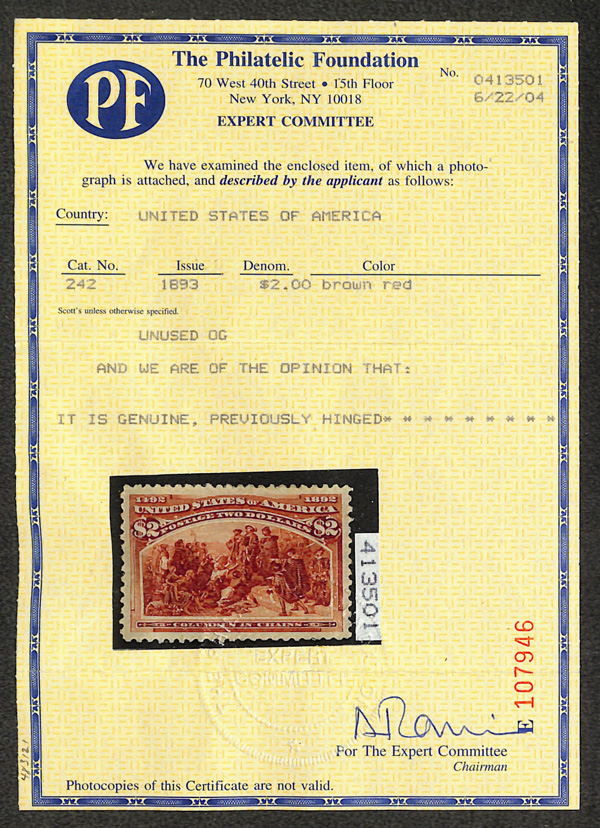 PF
The Philatelic Foundation
70 West 40th Street • 15th Floor
New York, NY 10018
EXPERT COMMITTEE
No. 0413501
6/22/04
We have examined the enclosed item, of which a photo-
graph is attached, and described by the applicant as follows:
Country: UNITED STATES OF AMERICA
Cat. No. Issue Denom. Color
242 1893 $2.00 brown red
Scott's unless otherwise specified.
UNUSED OG
AND WE ARE OF THE OPINION THAT:
IT IS GENUINE, PREVIOUSLY HINGED* * * * * * * * *
1492 1892
UNITED STATES OF AMERICA
$2 POSTAGE TWO DOLLARS $2
COLUMBUS IN CHAINS
413501
E 107946
For The Expert Committee
Chairman
Photocopies of this Certificate are not valid.